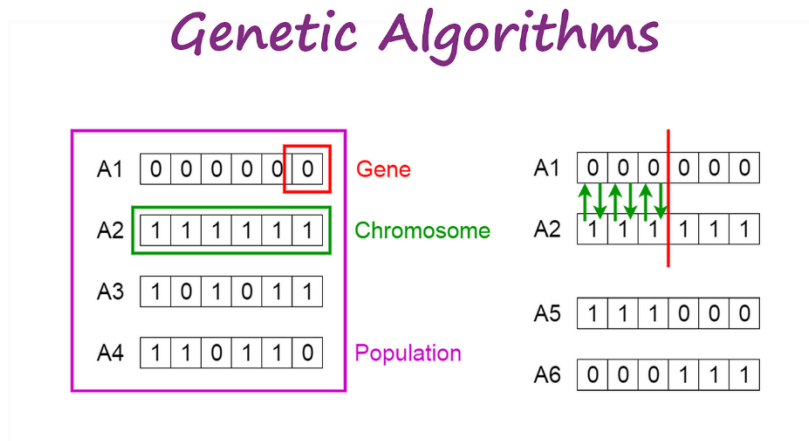 Genetic Algorithms
A1 0 0 0 0 0 0 Gene
A2 1 1 1 1 1 1 Chromosome
A3 1 0 1 0 1 1
A4 1 1 0 1 1 0 Population
A1 0 0 0 0 0 0
A2 1 1 1 1 1 1
A5 1 1 1 0 0 0
A6 0 0 0 1 1 1